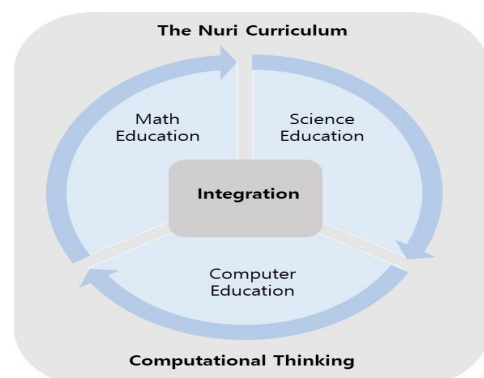 The Nuri Curriculum
Math
Education
Science
Education
Integration
Computer
Education
Computational Thinking